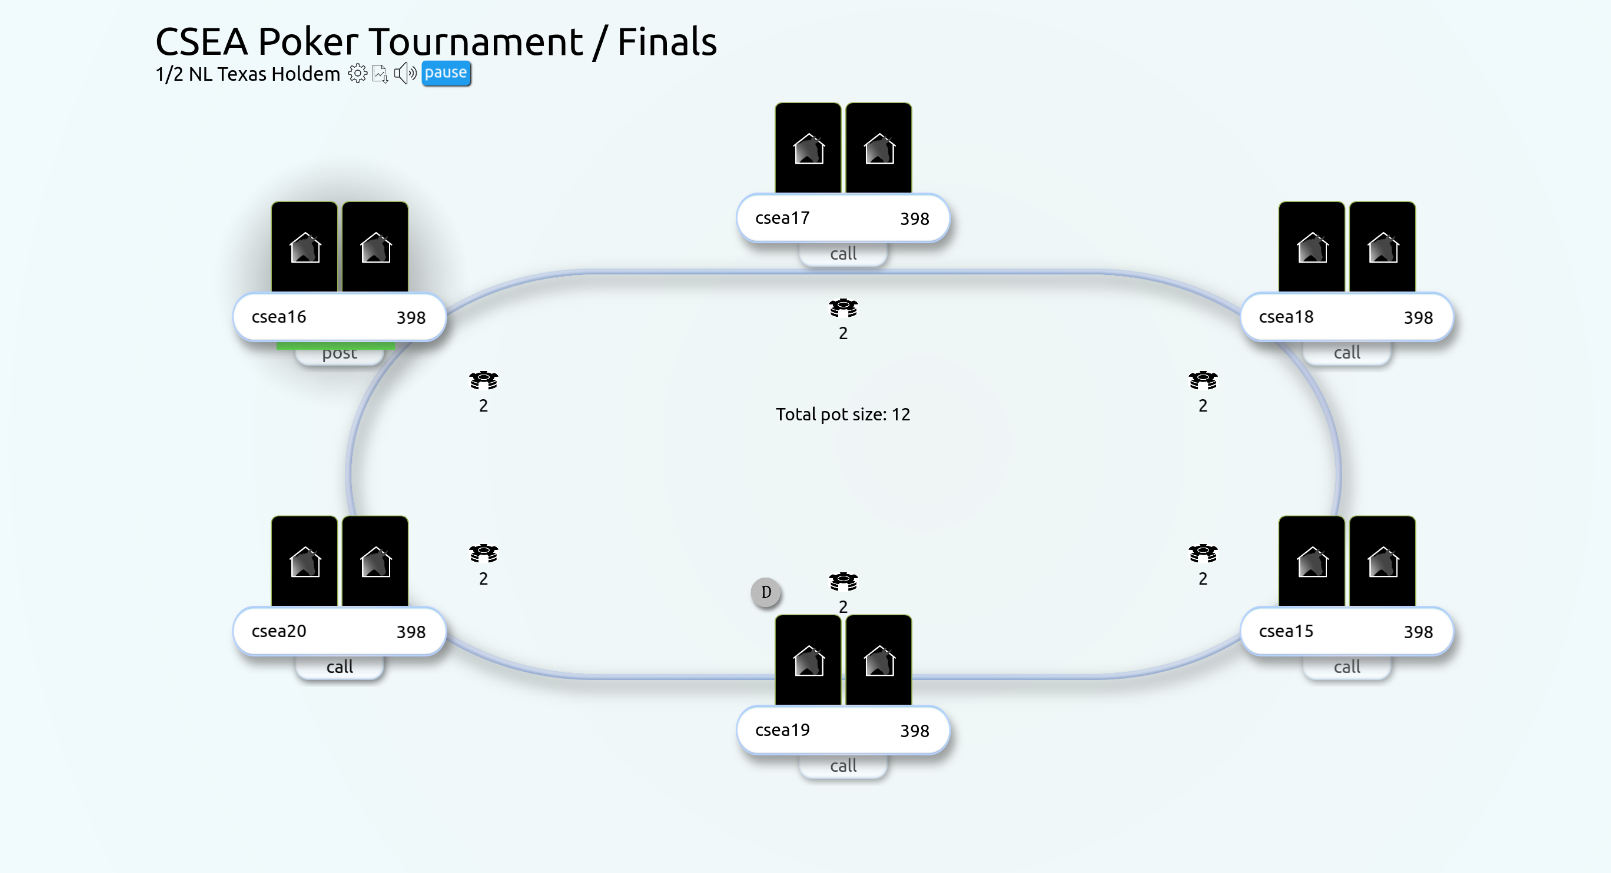 CSEA Poker Tournament / Finals
1/2 NL Texas Holdem pause
csea17 398
call
csea16 398
post
csea18 398
call
2
2
2
Total pot size: 12
2
2
D
2
csea20 398
call
csea15 398
call
csea19 398
call